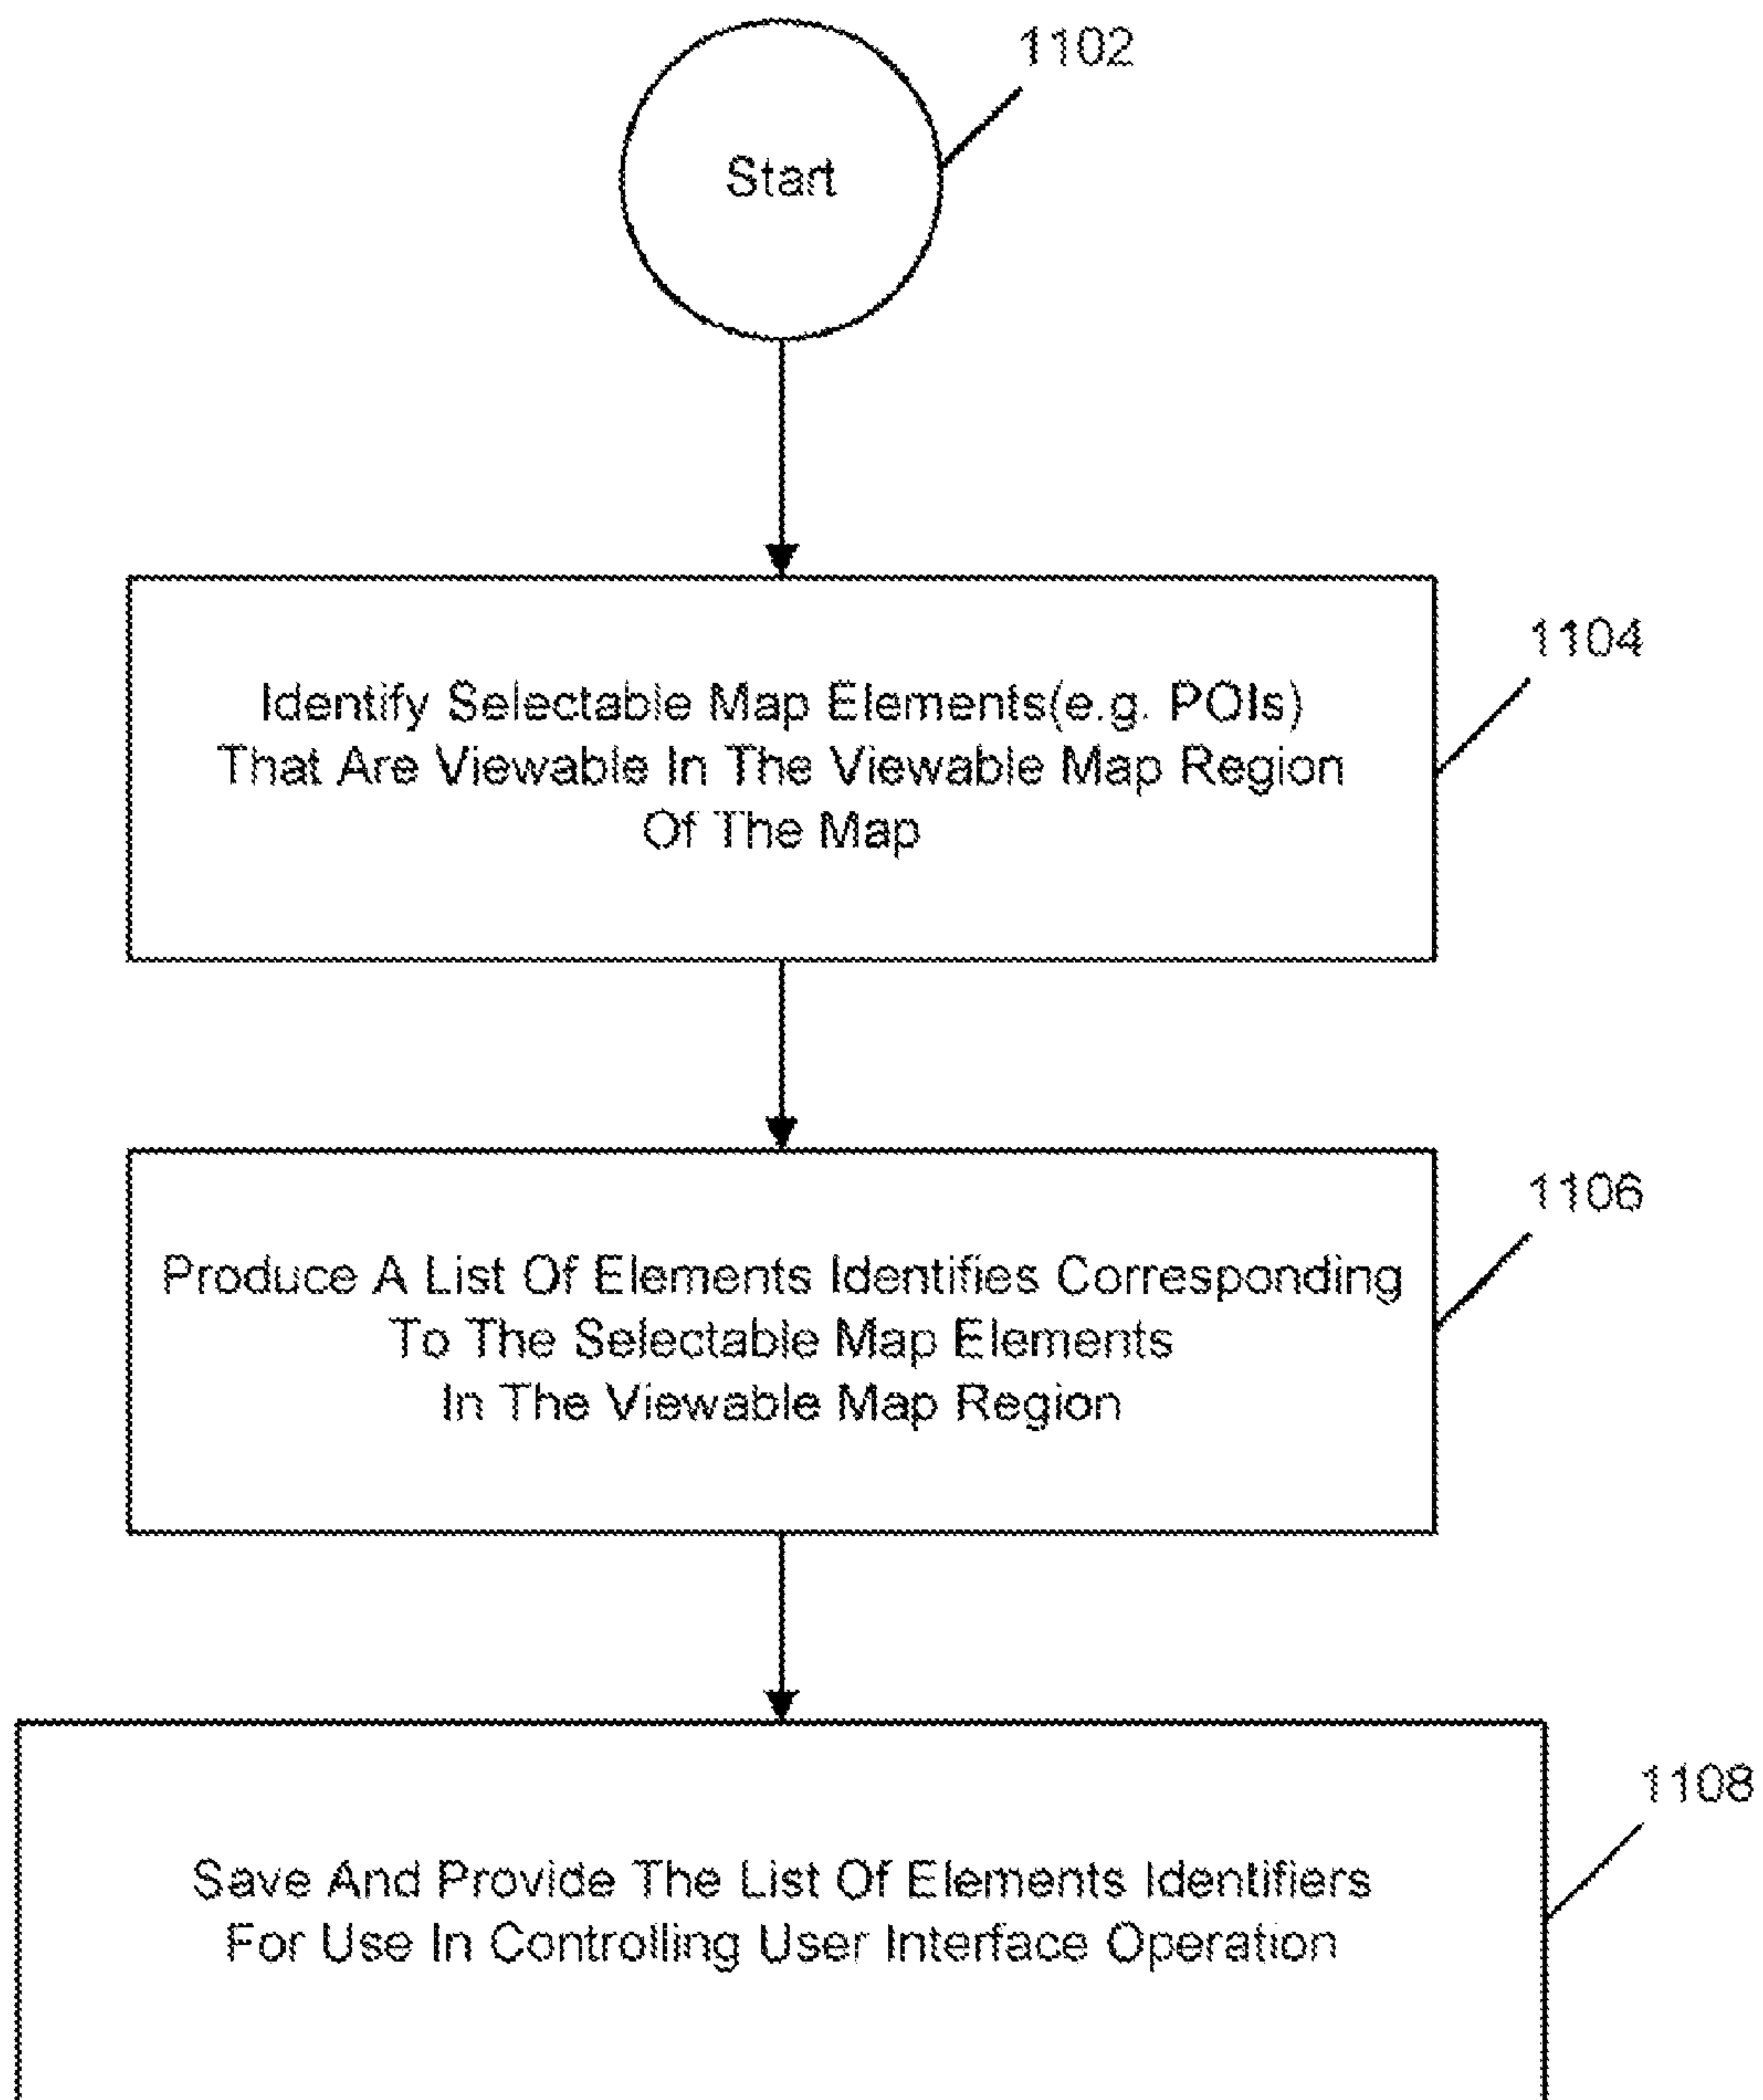 1102
Start
1104
Identify Selectable Map Elements(e.g. POIs)
That Are Viewable In The Viewable Map Region
Of The Map
1106
Produce A List Of Elements Identifies Corresponding
To The Selectable Map Elements
In The Viewable Map Region
1108
Save And Provide The List Of Elements Identifiers
For Use In Controlling User Interface Operation